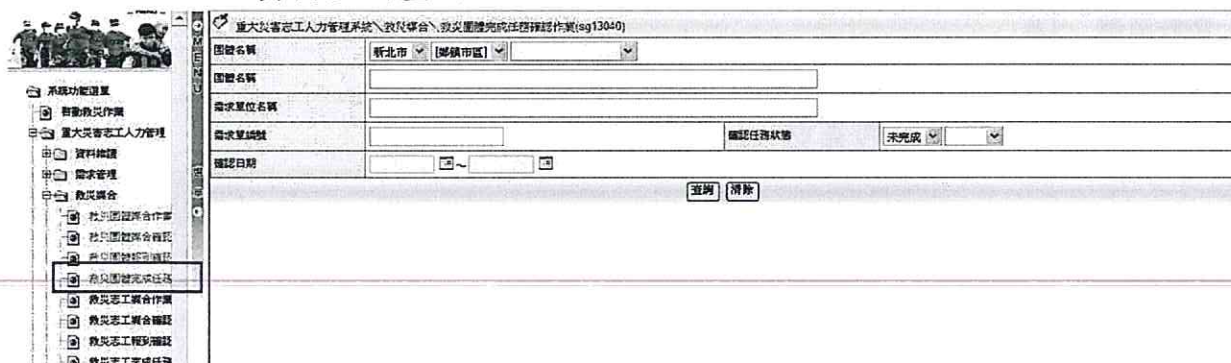 重大災害志工人力管理系統＼救災媒合＼救災團體完成任務確認作業(sg13040)
MENU
團體名稱 新北市 [鄉鎮市區]
團體名稱
需求單位名稱
需求單編號 確認任務狀態 未完成
確認日期 ~
查詢 清除
系統功能選單
啟動救災作業
重大災害志工人力管理
資料維護
需求管理
救災媒合
救災團體媒合作業
救災團體媒合確認
救災團體報到確認
救災團體完成任務
救災志工媒合作業
救災志工媒合確認
救災志工報到確認
救災志工完成任務